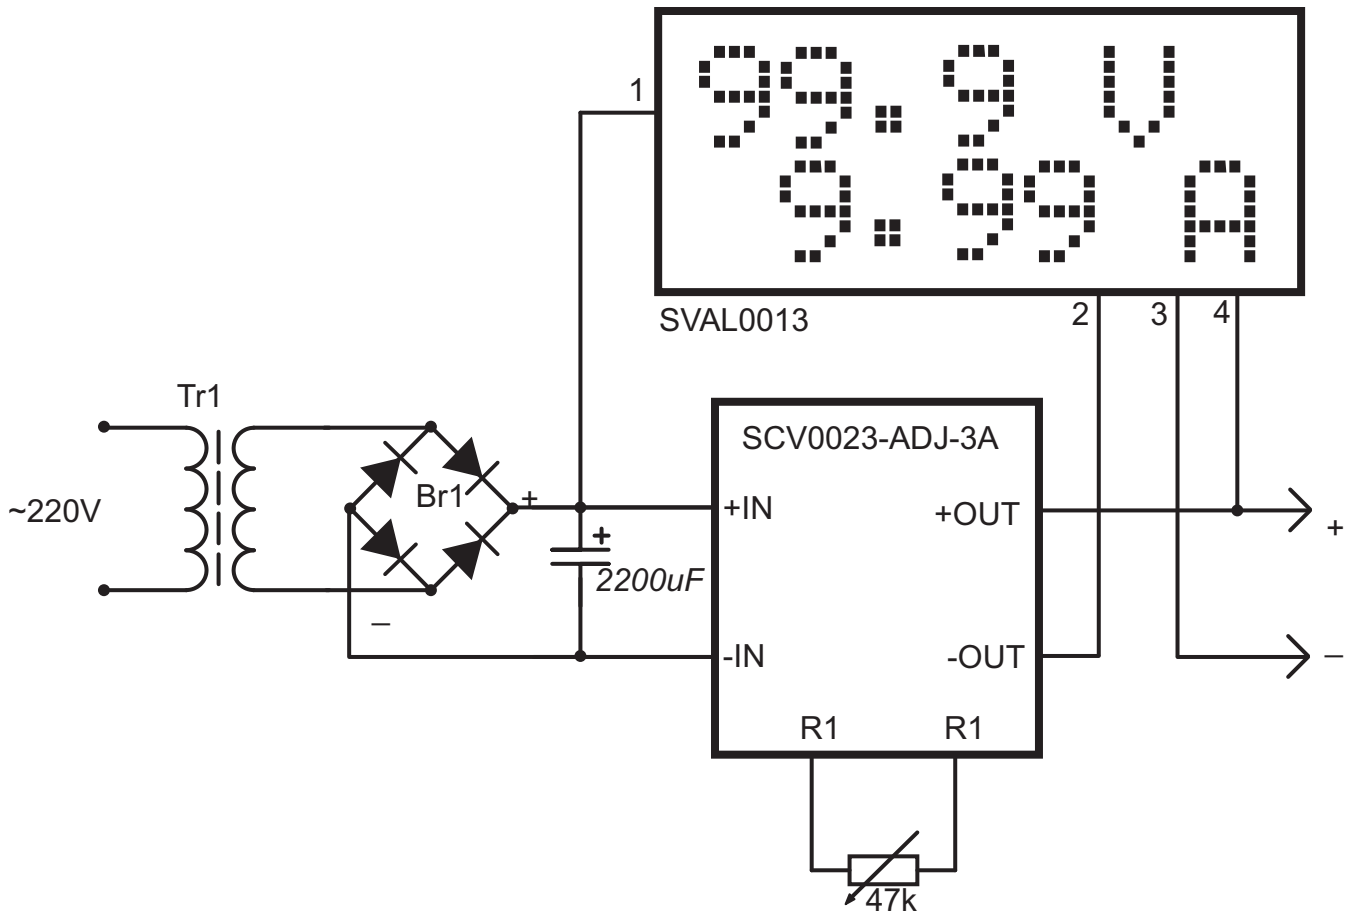 99.9 V
9.99 A
1
SVAL0013
2
3
4
Tr1
~220V
Br1
+
–
+
2200uF
SCV0023-ADJ-3A
+IN
+OUT
-IN
-OUT
R1
R1
47k
+
–